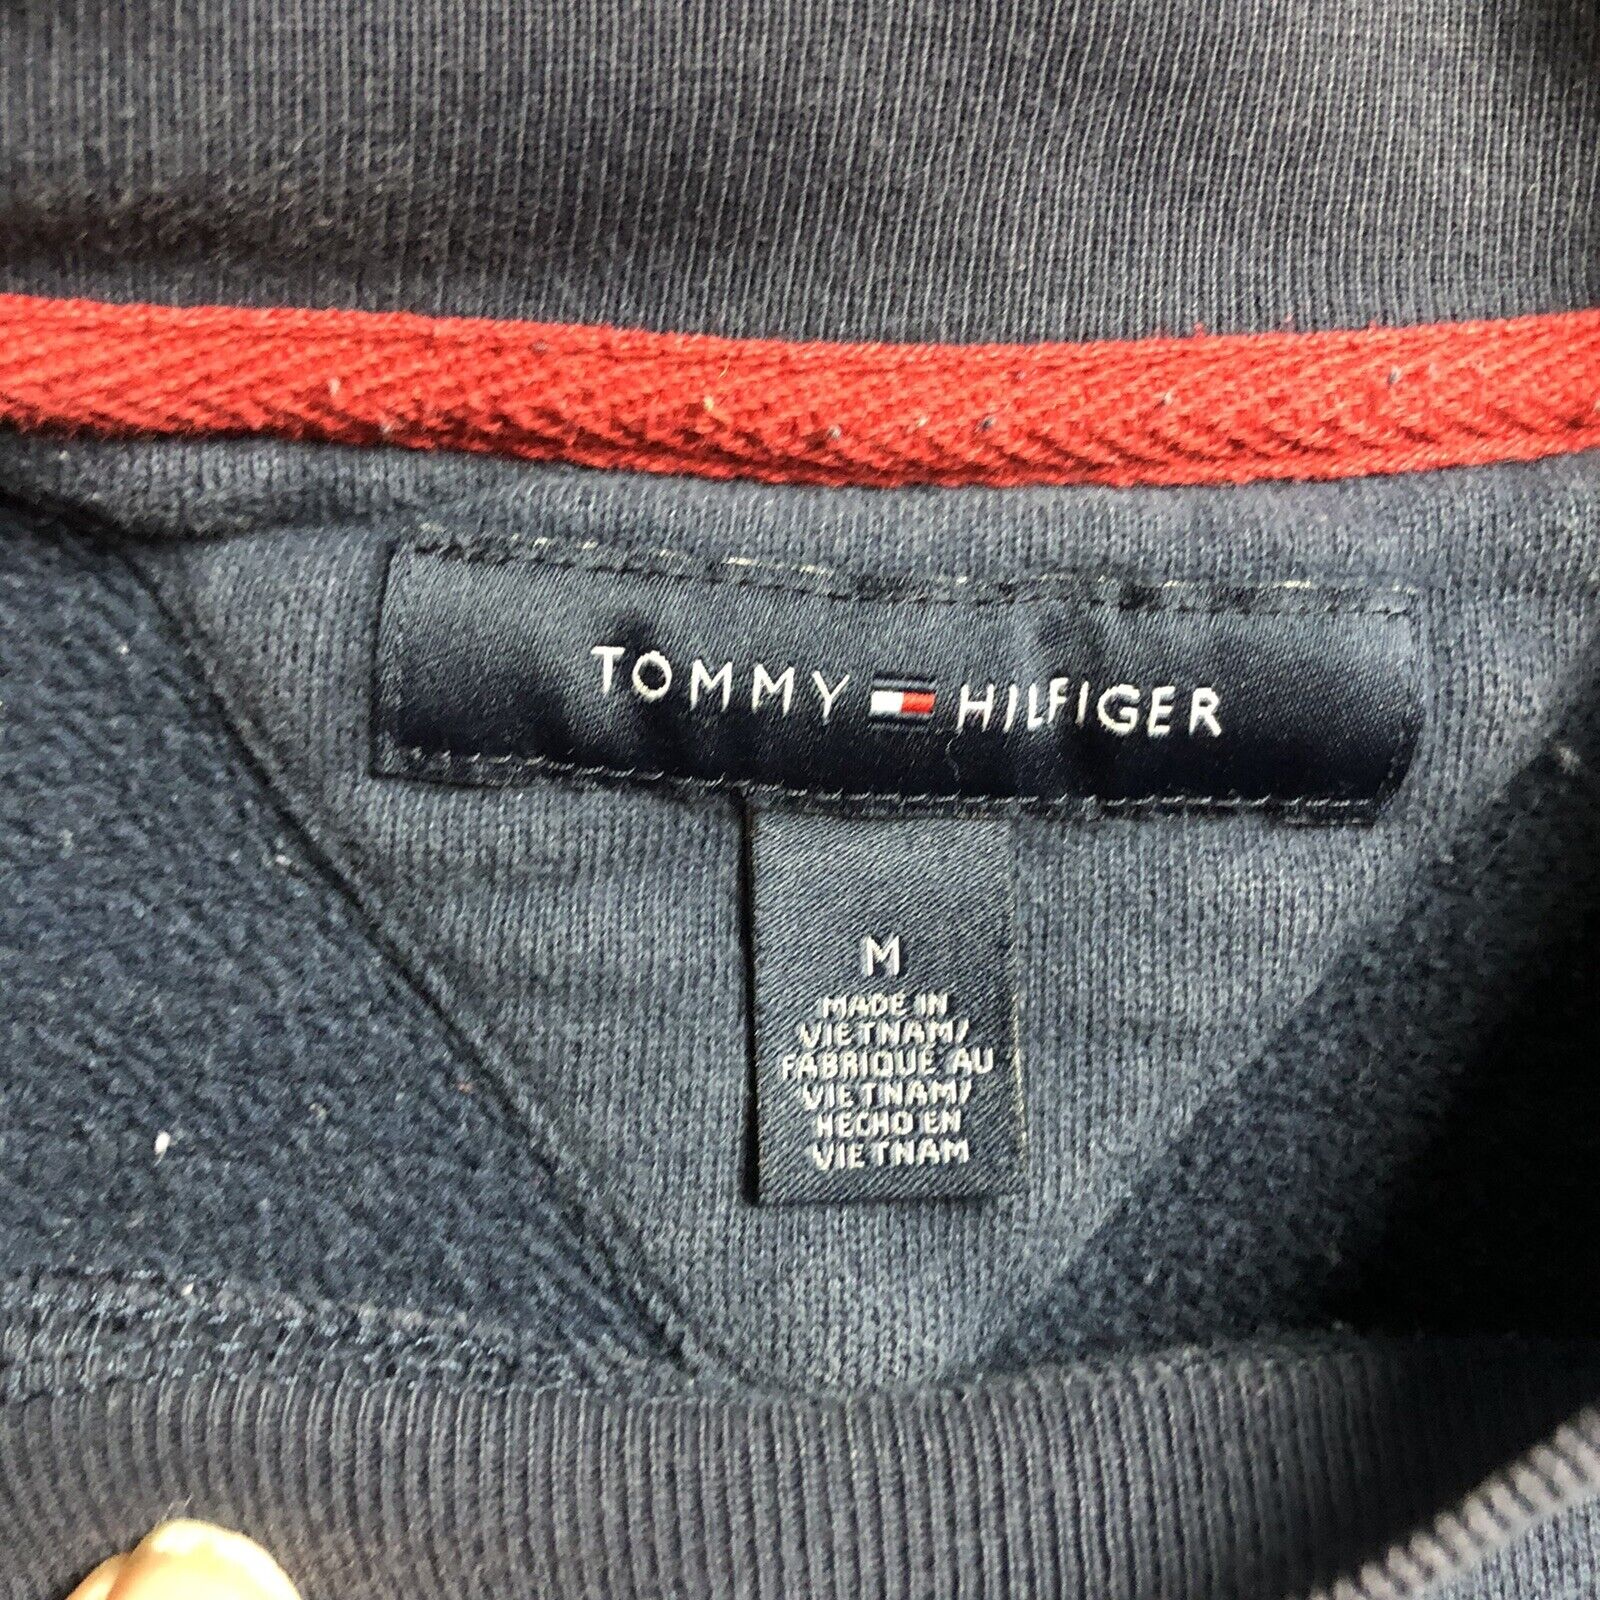 TOMMY HILFIGER
M
MADE IN
VIETNAM/
FABRIQUÉ AU
VIETNAM/
HECHO EN
VIETNAM